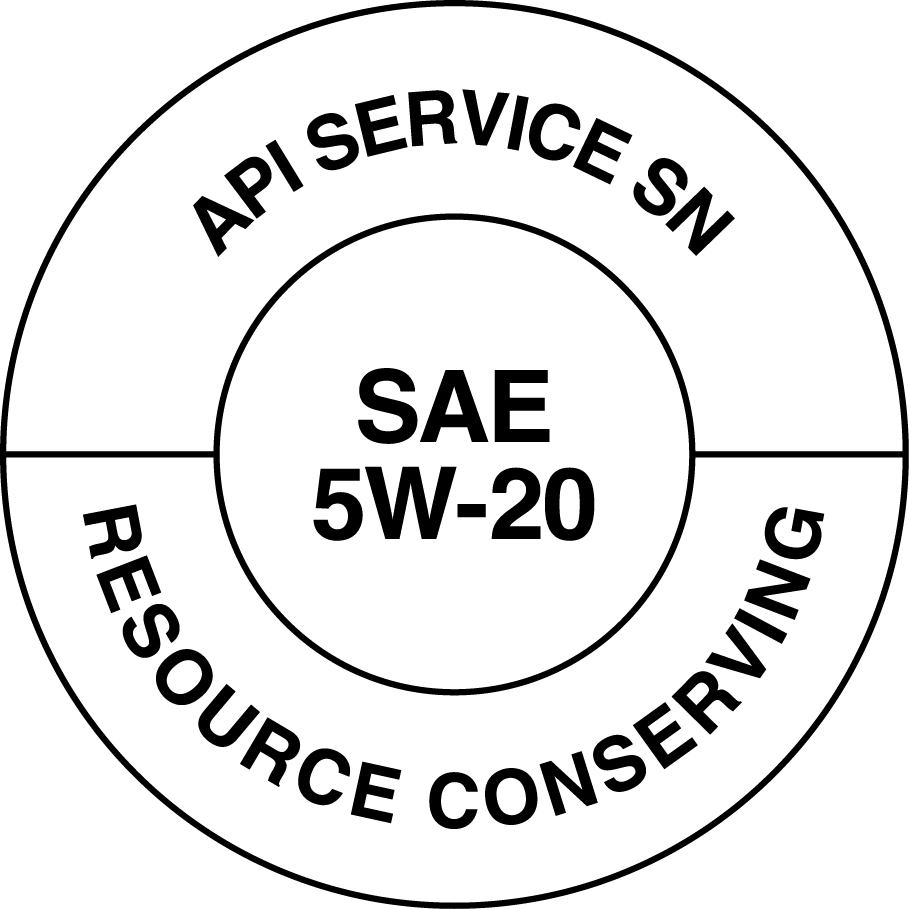 API SERVICE SN
SAE
5W-20
RESOURCE CONSERVING